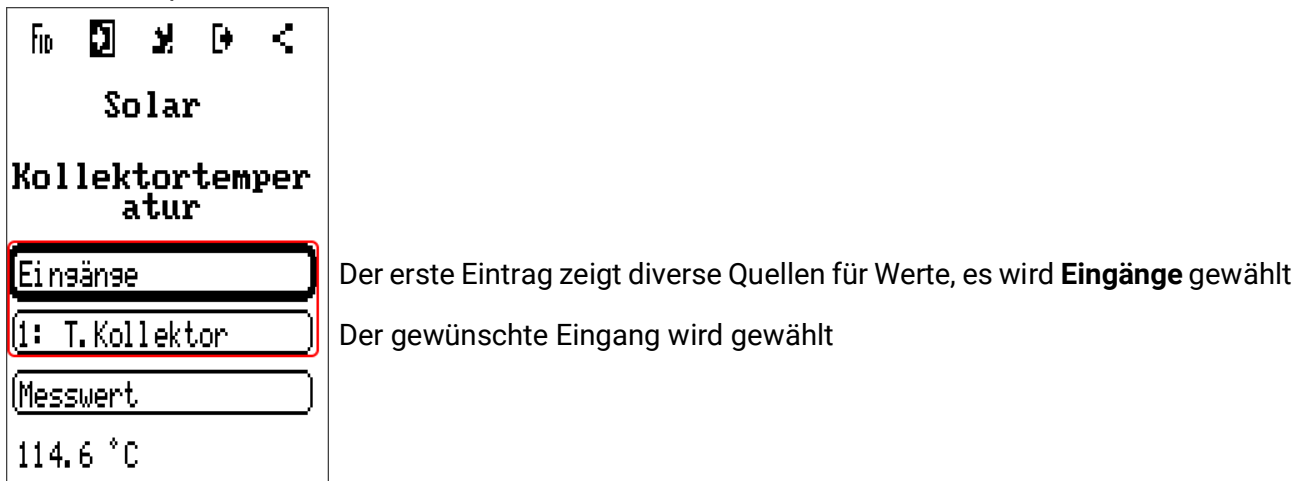 FID
Solar
Kollektortemper
atur
Eingänge
Der erste Eintrag zeigt diverse Quellen für Werte, es wird Eingänge gewählt
1: T.Kollektor
Der gewünschte Eingang wird gewählt
Messwert
114.6 °C